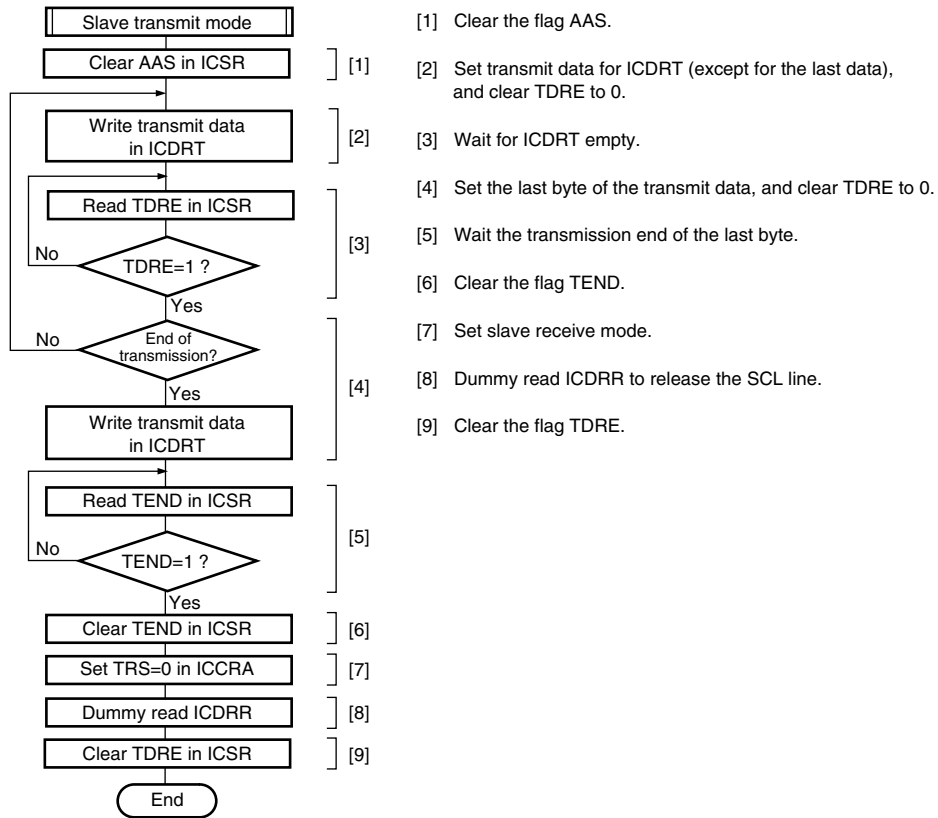 Slave transmit mode
Clear AAS in ICSR
[1]
Write transmit data
in ICDRT
[2]
Read TDRE in ICSR
No
TDRE=1 ?
[3]
Yes
No
End of
transmission?
[4]
Yes
Write transmit data
in ICDRT
Read TEND in ICSR
No
TEND=1 ?
[5]
Yes
Clear TEND in ICSR
[6]
Set TRS=0 in ICCRA
[7]
Dummy read ICDRR
[8]
Clear TDRE in ICSR
[9]
End
[1] Clear the flag AAS.
[2] Set transmit data for ICDRT (except for the last data),
and clear TDRE to 0.
[3] Wait for ICDRT empty.
[4] Set the last byte of the transmit data, and clear TDRE to 0.
[5] Wait the transmission end of the last byte.
[6] Clear the flag TEND.
[7] Set slave receive mode.
[8] Dummy read ICDRR to release the SCL line.
[9] Clear the flag TDRE.